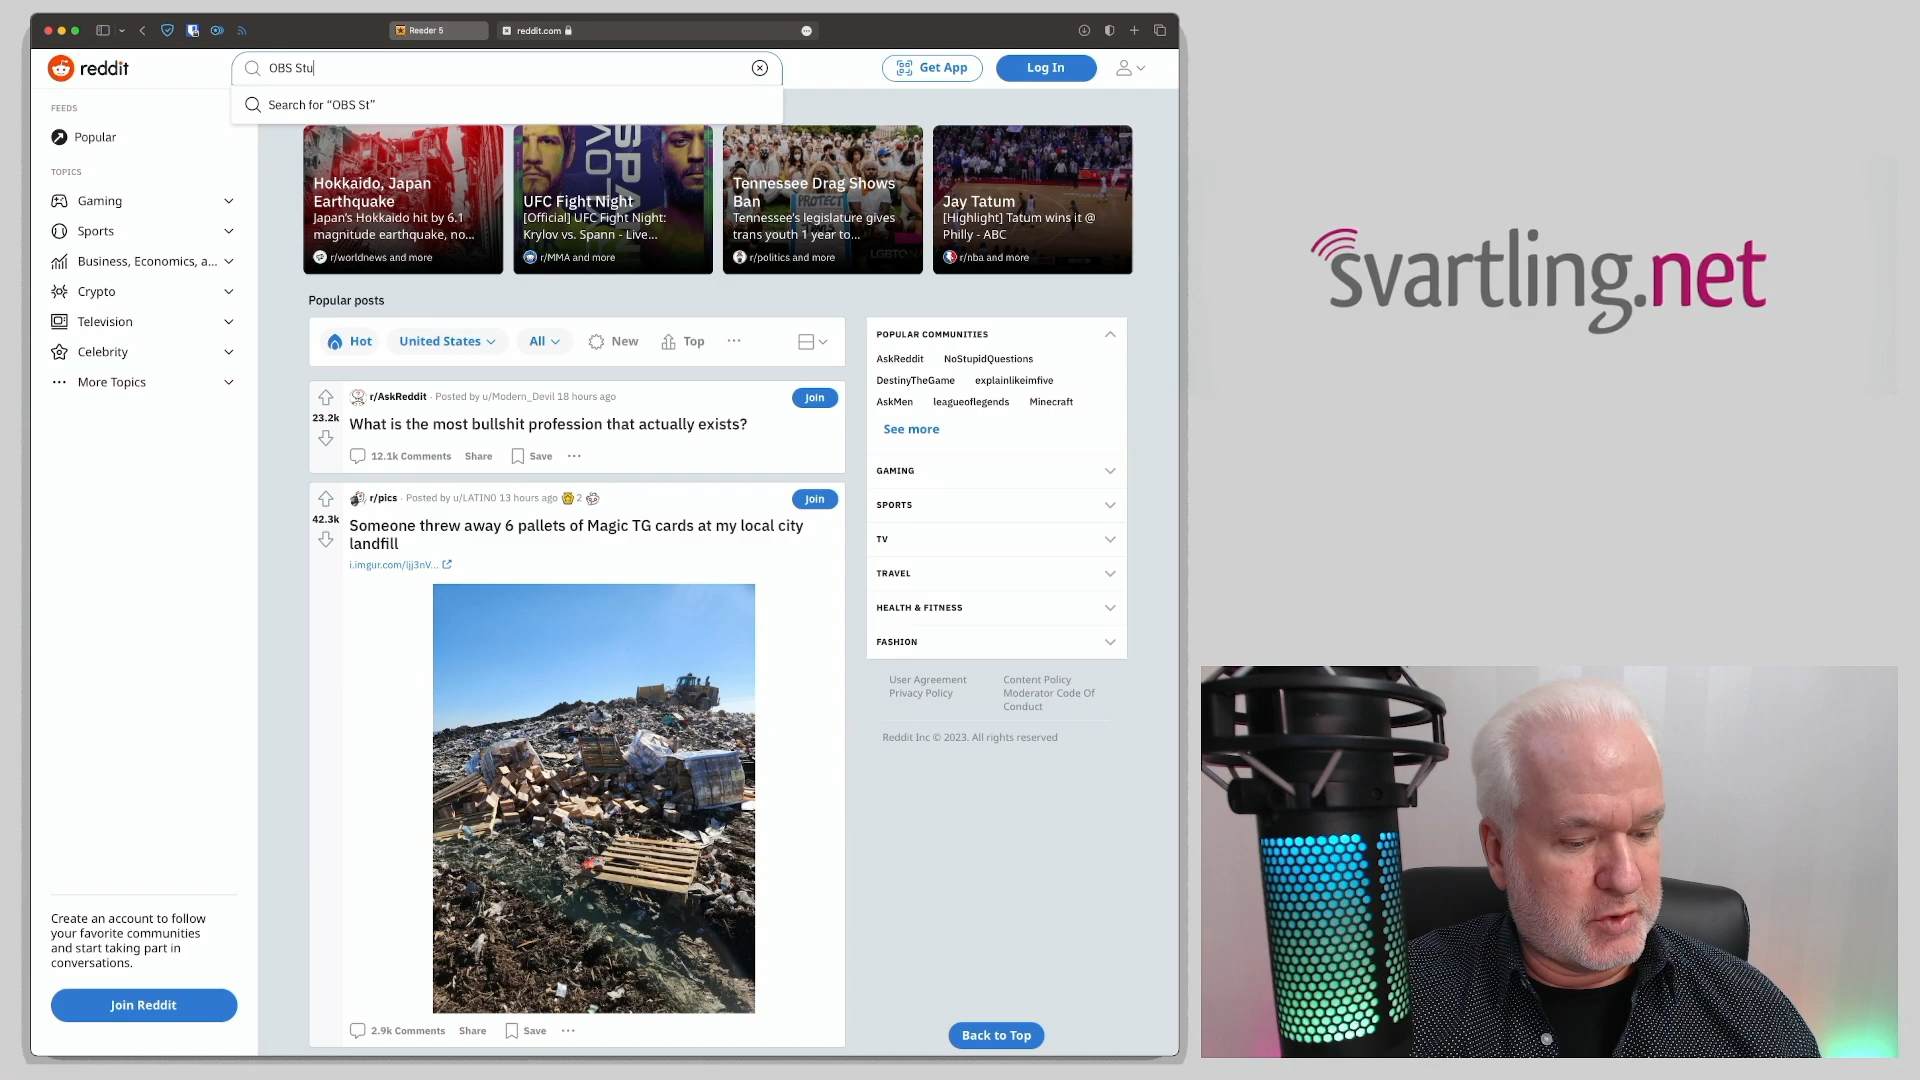 Reeder 5
reddit.com
reddit
OBS Stu
Get App
Log In
Search for “OBS St”
FEEDS
Popular
TOPICS
Gaming
Sports
Business, Economics, a...
Crypto
Television
Celebrity
More Topics
Create an account to follow
your favorite communities
and start taking part in
conversations.
Join Reddit
Hokkaido, Japan
Earthquake
Japan’s Hokkaido hit by 6.1
magnitude earthquake, no...
r/worldnews and more
UFC Fight Night
[Official] UFC Fight Night:
Krylov vs. Spann - Live...
r/MMA and more
PROTECT
Tennessee Drag Shows
Ban
Tennessee’s legislature gives
trans youth 1 year to...
r/politics and more
Jay Tatum
[Highlight] Tatum wins it @
Philly - ABC
r/nba and more
Popular posts
Hot
United States
All
New
Top
r/AskReddit · Posted by u/Modern_Devil 18 hours ago
Join
23.2k
What is the most bullshit profession that actually exists?
12.1k Comments Share Save
r/pics · Posted by u/LATIN0 13 hours ago 2
Join
42.3k
Someone threw away 6 pallets of Magic TG cards at my local city
landfill
i.imgur.com/ljj3nV...
2.9k Comments Share Save
POPULAR COMMUNITIES
AskReddit NoStupidQuestions
DestinyTheGame explainlikeimfive
AskMen leagueoflegends Minecraft
See more
GAMING
SPORTS
TV
TRAVEL
HEALTH & FITNESS
FASHION
User Agreement
Privacy Policy
Content Policy
Moderator Code Of
Conduct
Reddit Inc © 2023. All rights reserved
Back to Top
svartling.net